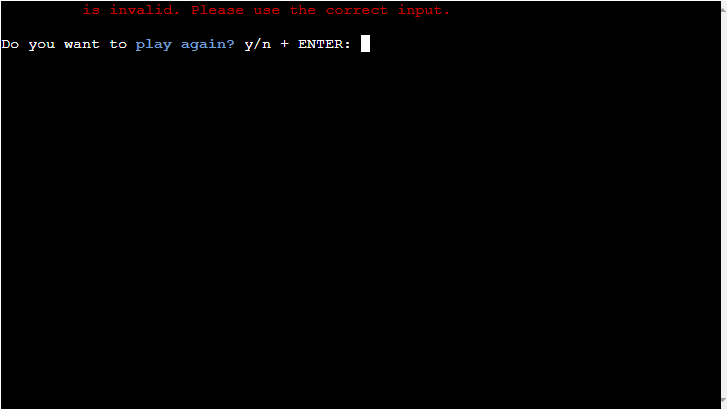 is invalid. Please use the correct input.
Do you want to play again? y/n + ENTER: